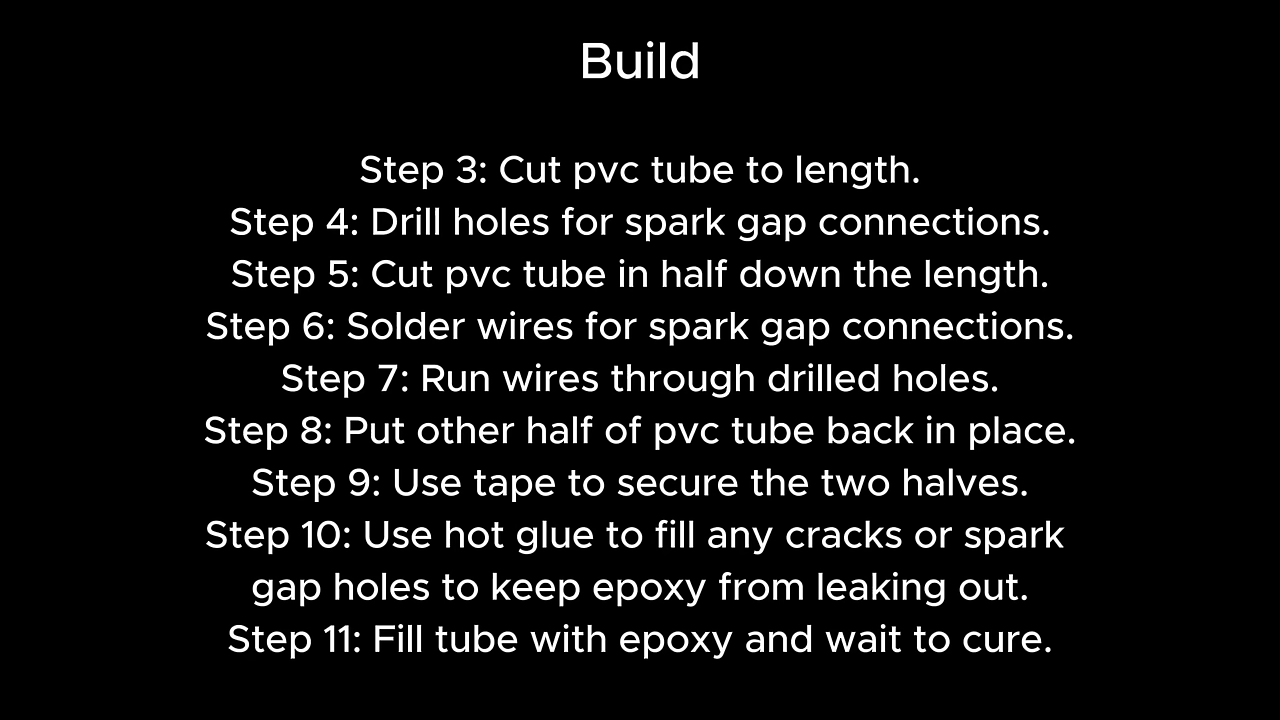 Build
Step 3: Cut pvc tube to length.
Step 4: Drill holes for spark gap connections.
Step 5: Cut pvc tube in half down the length.
Step 6: Solder wires for spark gap connections.
Step 7: Run wires through drilled holes.
Step 8: Put other half of pvc tube back in place.
Step 9: Use tape to secure the two halves.
Step 10: Use hot glue to fill any cracks or spark
gap holes to keep epoxy from leaking out.
Step 11: Fill tube with epoxy and wait to cure.